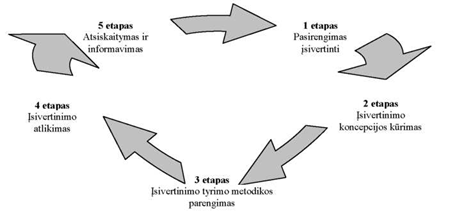 1 etapas
Pasirengimas
įsivertinti
2 etapas
Įsivertinimo
koncepcijos kūrimas
3 etapas
Įsivertinimo tyrimo metodikos
parengimas
4 etapas
Įsivertinimo
atlikimas
5 etapas
Atsiskaitymas ir
informavimas